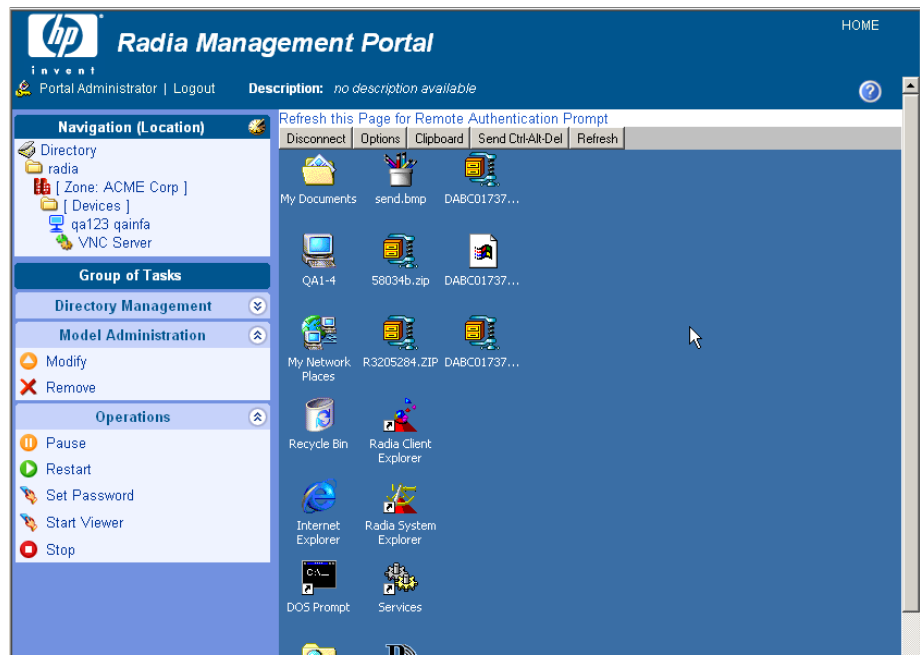 HOME
hp
Radia Management Portal
invent
Portal Administrator | Logout
Description: no description available
?
Navigation (Location)
Directory
radia
[ Zone: ACME Corp ]
[ Devices ]
qa123 qainfa
VNC Server
Group of Tasks
Directory Management
Model Administration
Modify
Remove
Operations
Pause
Restart
Set Password
Start Viewer
Stop
Refresh this Page for Remote Authentication Prompt
Disconnect Options Clipboard Send Ctrl-Alt-Del Refresh
My Documents send.bmp DABC01737...
QA1-4 58034b.zip DABC01737...
My Network Places R3205284.ZIP DABC01737...
Recycle Bin Radia Client Explorer
Internet Explorer Radia System Explorer
C:\_
DOS Prompt Services